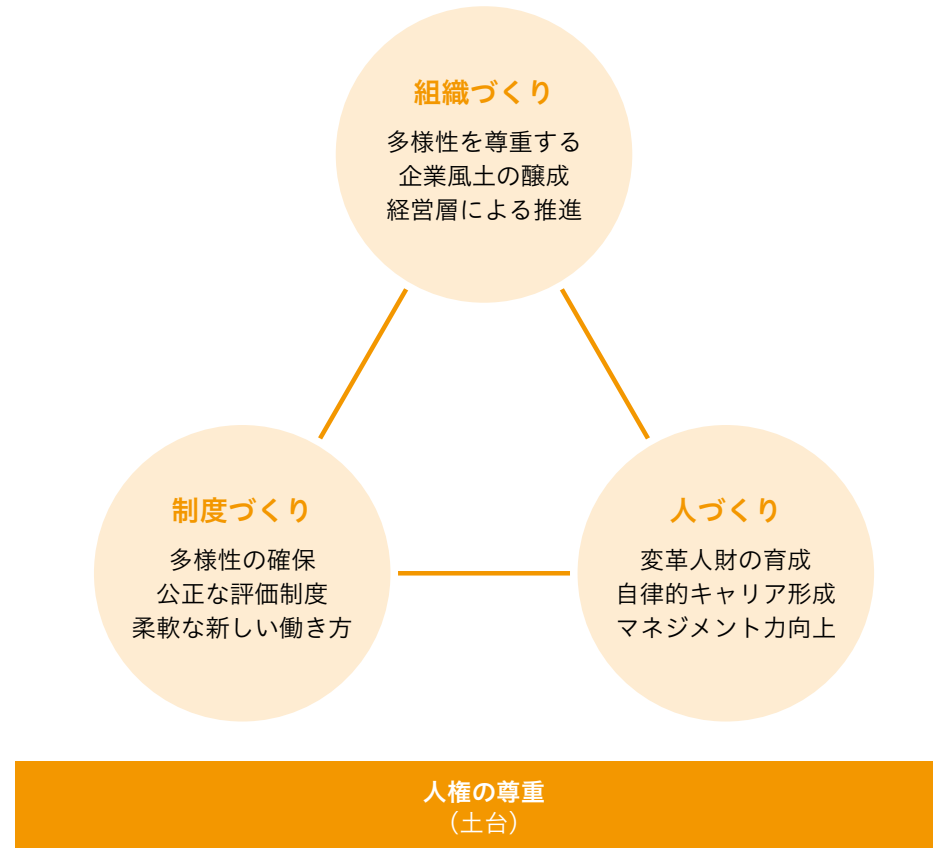 組織づくり
多様性を尊重する
企業風土の醸成
経営層による推進
制度づくり
多様性の確保
公正な評価制度
柔軟な新しい働き方
人づくり
変革人財の育成
自律的キャリア形成
マネジメント力向上
人権の尊重
（土台）